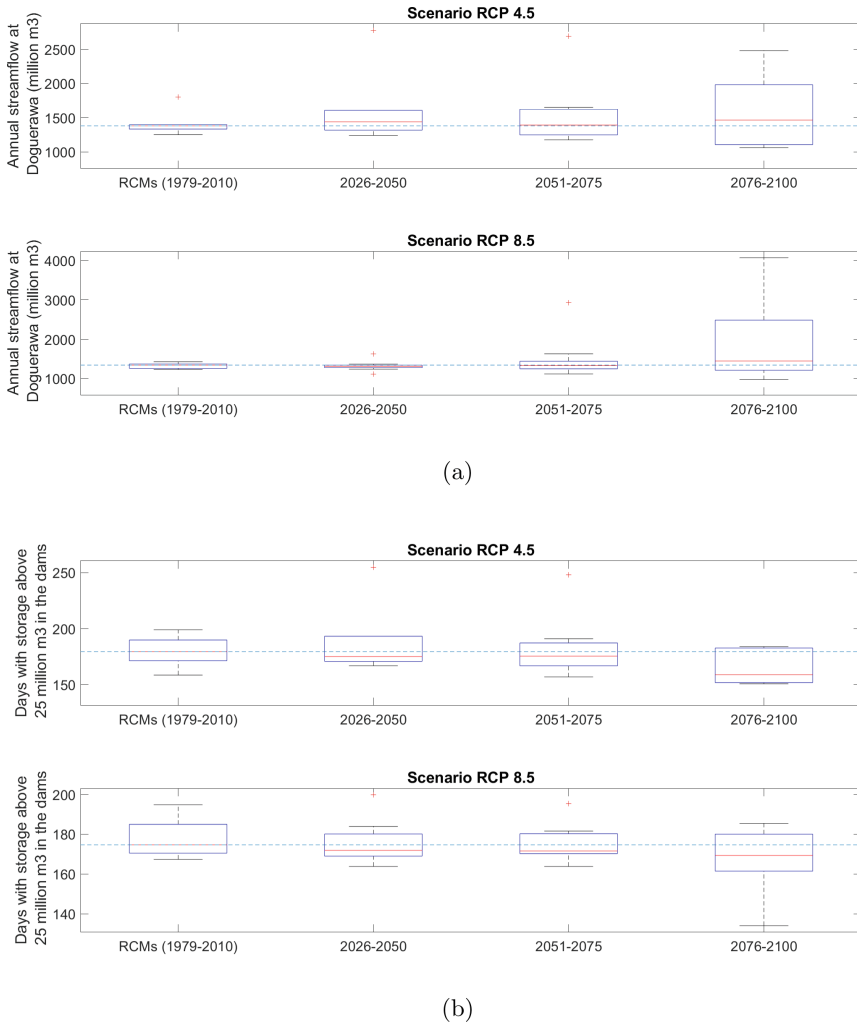 Scenario RCP 4.5
Annual streamflow at
Doguerawa (million m3)
2500
2000
1500
1000
RCMs (1979-2010) 2026-2050 2051-2075 2076-2100
Scenario RCP 8.5
Annual streamflow at
Doguerawa (million m3)
4000
3000
2000
1000
RCMs (1979-2010) 2026-2050 2051-2075 2076-2100
(a)
Scenario RCP 4.5
Days with storage above
25 million m3 in the dams
250
200
150
RCMs (1979-2010) 2026-2050 2051-2075 2076-2100
Scenario RCP 8.5
Days with storage above
25 million m3 in the dams
200
180
160
140
RCMs (1979-2010) 2026-2050 2051-2075 2076-2100
(b)